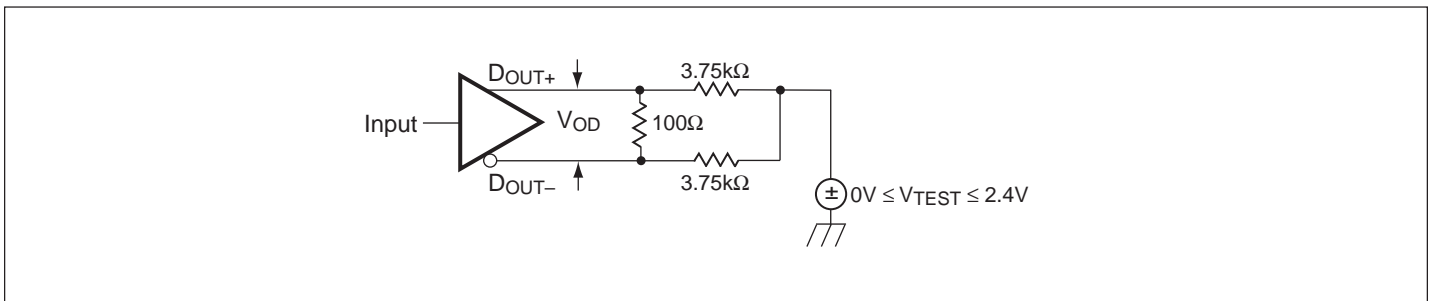 DOUT+
3.75kΩ
Input
VOD
100Ω
DOUT–
3.75kΩ
±
0V ≤ VTEST ≤ 2.4V